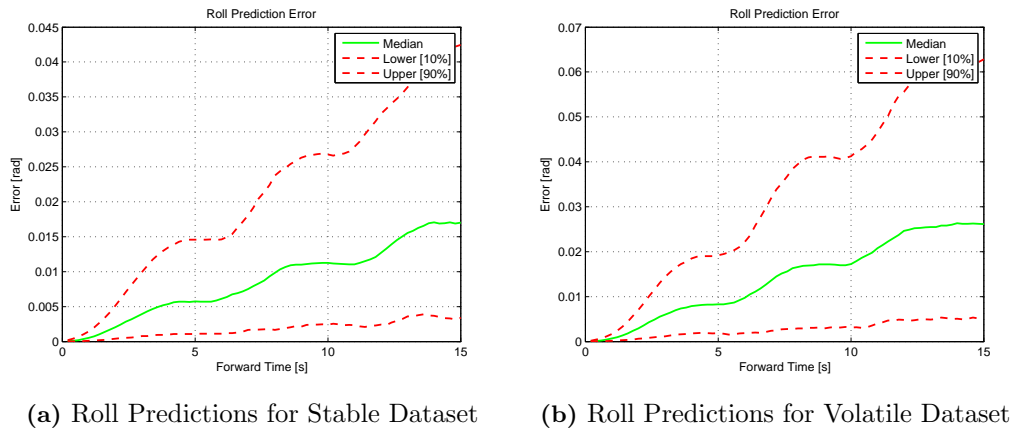 Roll Prediction Error
Error [rad]
0.045
0.04
0.035
0.03
0.025
0.02
0.015
0.01
0.005
0
0 5 10 15
Forward Time [s]
Median
Lower [10%]
Upper [90%]
(a) Roll Predictions for Stable Dataset
Roll Prediction Error
Error [rad]
0.07
0.06
0.05
0.04
0.03
0.02
0.01
0
0 5 10 15
Forward Time [s]
Median
Lower [10%]
Upper [90%]
(b) Roll Predictions for Volatile Dataset